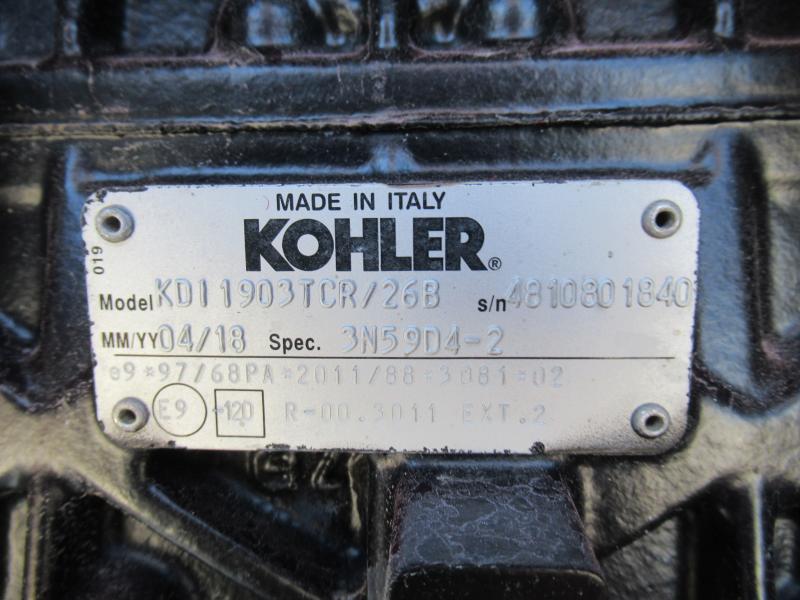 MADE IN ITALY
KOHLER®
019
Model KDI1903TCR/26B s/n 4810801840
MM/YY 04/18 Spec. 3N59D4-2
e9*97/68PA*2011/88*3081*02
E9 120 R-00.3011 EXT.2